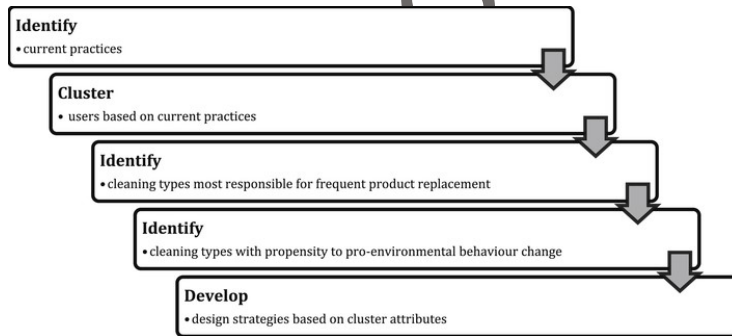 Identify
• current practices
Cluster
• users based on current practices
Identify
• cleaning types most responsible for frequent product replacement
Identify
• cleaning types with propensity to pro-environmental behaviour change
Develop
• design strategies based on cluster attributes